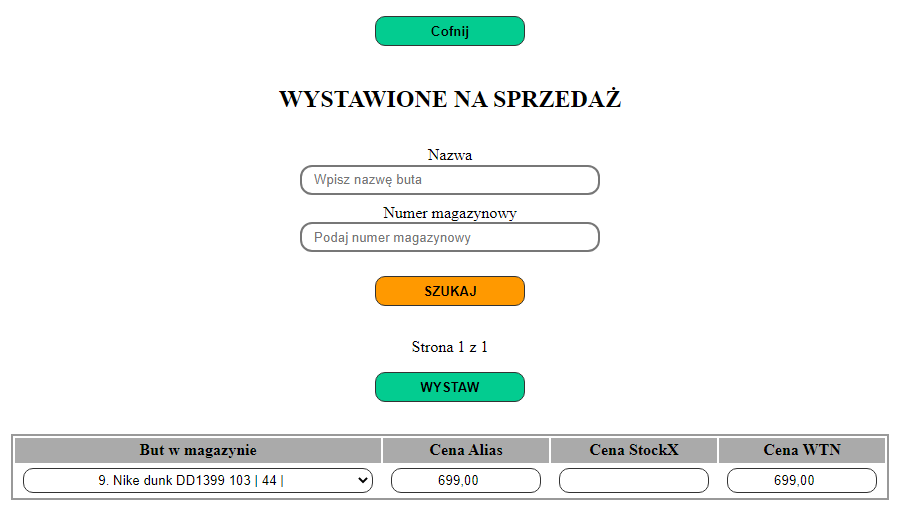 Cofnij
WYSTAWIONE NA SPRZEDAŻ
Nazwa
Wpisz nazwę buta
Numer magazynowy
Podaj numer magazynowy
SZUKAJ
Strona 1 z 1
WYSTAW
But w magazynie Cena Alias Cena StockX Cena WTN
9. Nike dunk DD1399 103 | 44 | 699,00 699,00